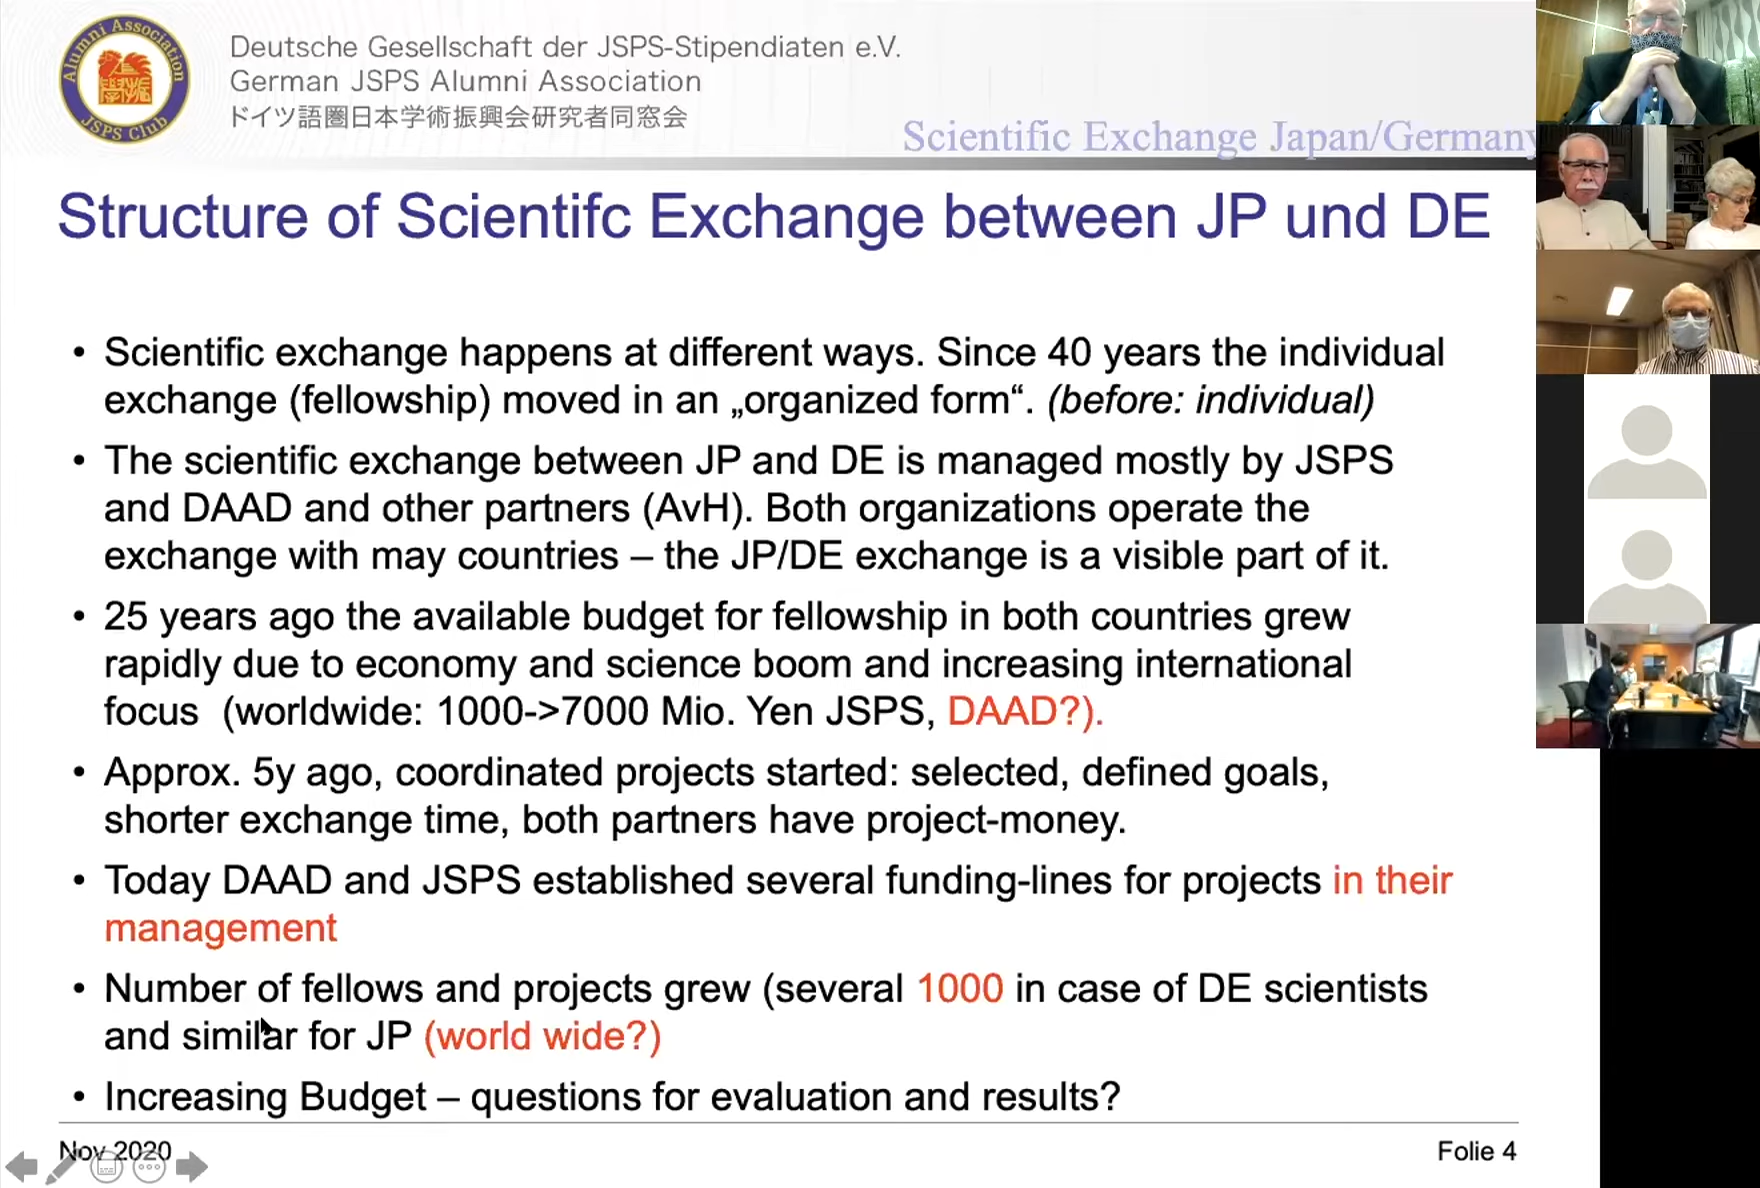 Alumni Association
JSPS Club
Deutsche Gesellschaft der JSPS-Stipendiaten e.V.
German JSPS Alumni Association
ドイツ語圏日本学術振興会研究者同窓会
Scientific Exchange Japan/Germany
Structure of Scientifc Exchange between JP und DE
• Scientific exchange happens at different ways. Since 40 years the individual
exchange (fellowship) moved in an „organized form“. (before: individual)
• The scientific exchange between JP and DE is managed mostly by JSPS
and DAAD and other partners (AvH). Both organizations operate the
exchange with may countries – the JP/DE exchange is a visible part of it.
• 25 years ago the available budget for fellowship in both countries grew
rapidly due to economy and science boom and increasing international
focus (worldwide: 1000->7000 Mio. Yen JSPS, DAAD?).
• Approx. 5y ago, coordinated projects started: selected, defined goals,
shorter exchange time, both partners have project-money.
• Today DAAD and JSPS established several funding-lines for projects in their
management
• Number of fellows and projects grew (several 1000 in case of DE scientists
and similar for JP (world wide?)
• Increasing Budget – questions for evaluation and results?
Nov 2020
Folie 4